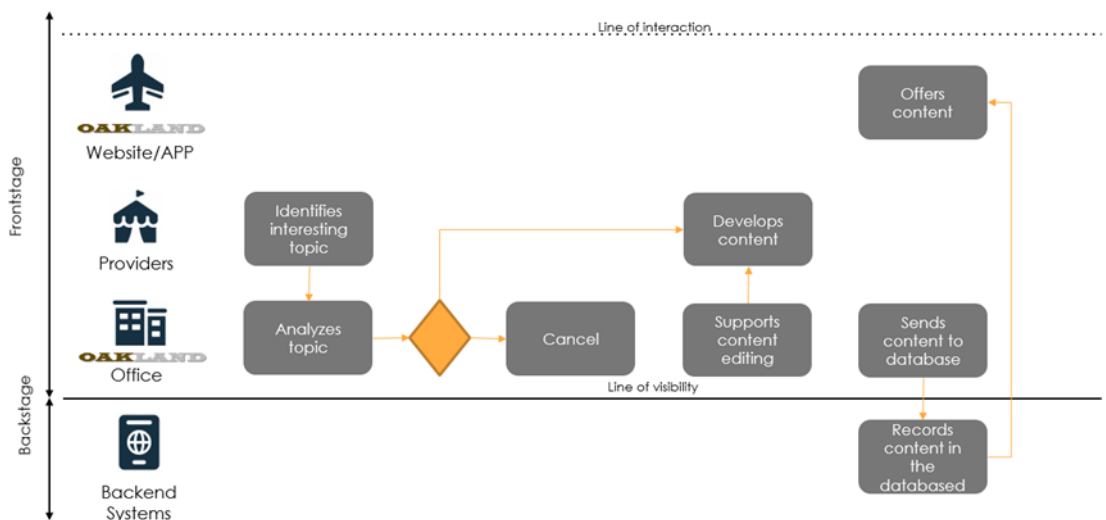 Line of interaction
Frontstage
OAKLAND
Website/APP
Offers
content
Providers
Identifies
interesting
topic
Develops
content
OAKLAND
Office
Analyzes
topic
Cancel
Supports
content
editing
Sends
content to
database
Line of visibility
Backstage
Backend
Systems
Records
content in
the
databased